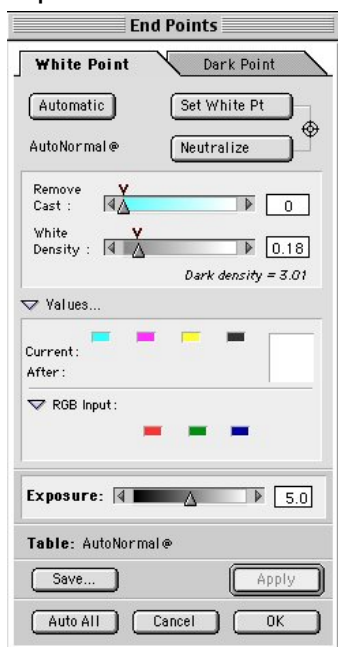 End Points
White Point Dark Point
Automatic Set White Pt
AutoNormal@ Neutralize
Remove
Cast : 0
White
Density : 0.18
Dark density = 3.01
Values...
Current:
After:
RGB Input:
Exposure: 5.0
Table: AutoNormal@
Save... Apply
Auto All Cancel OK